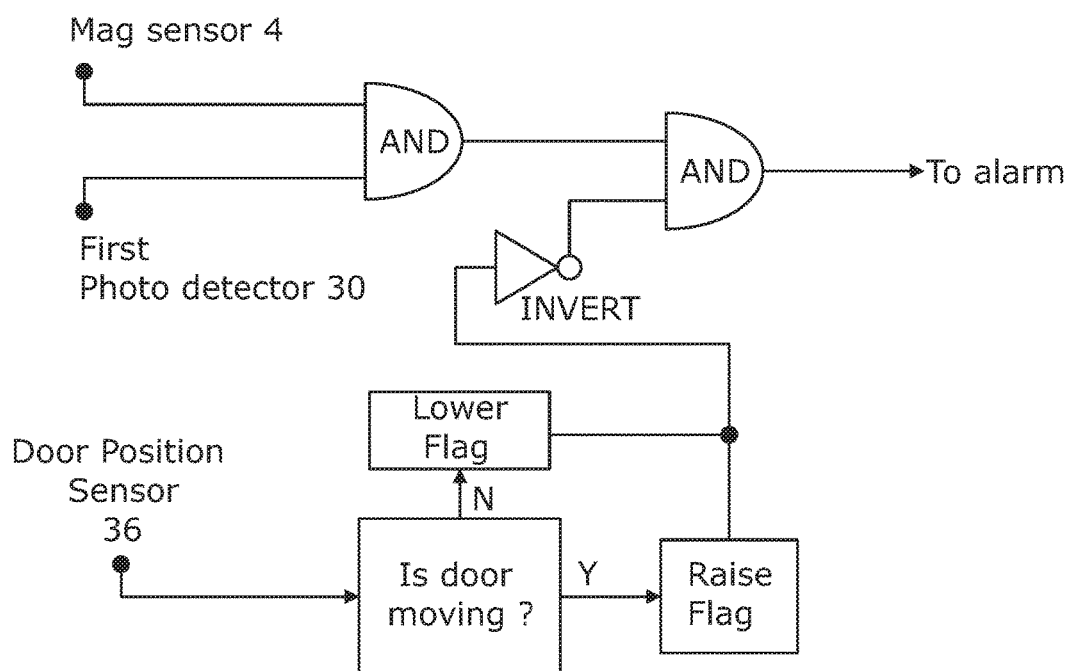 Mag sensor 4
AND
AND
To alarm
First
Photo detector 30
INVERT
Lower
Flag
Door Position
Sensor
36
N
Is door
moving ?
Y
Raise
Flag